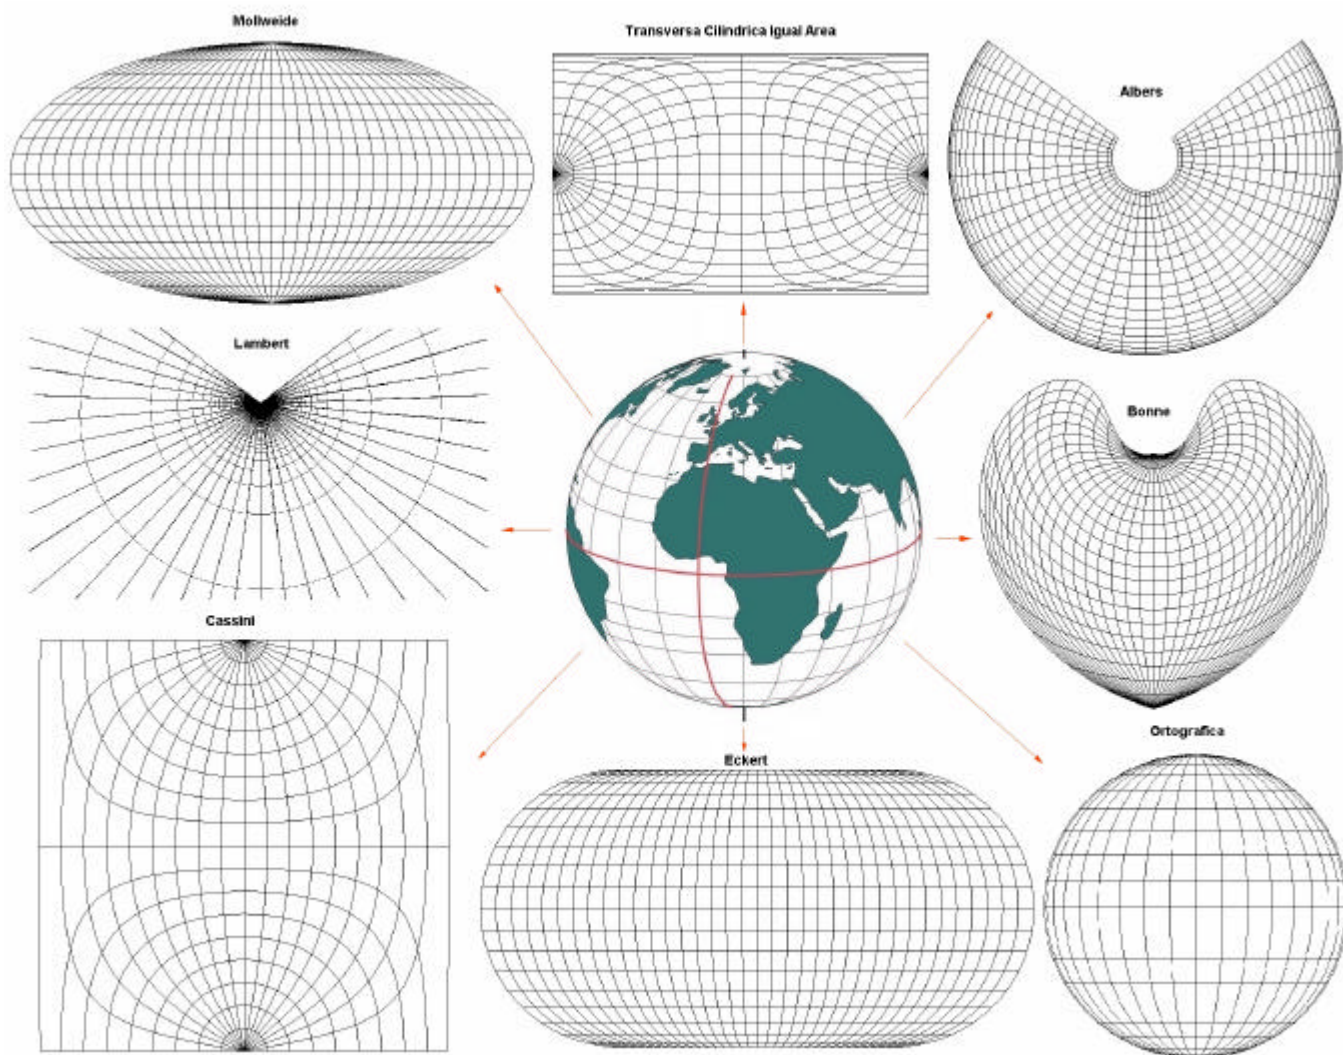 Mollweide
Transversa Cilindrica Igual Area
Albers
Lambert
Bonne
Cassini
Ortografica
Eckert